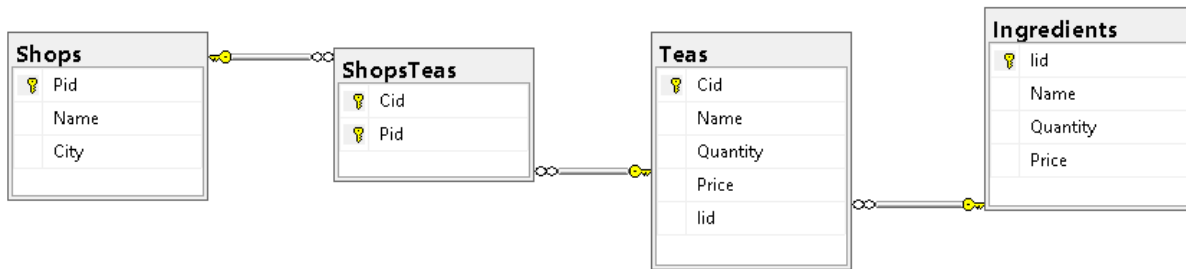 Shops
Pid
Name
City
ShopsTeas
Cid
Pid
Teas
Cid
Name
Quantity
Price
Iid
Ingredients
Iid
Name
Quantity
Price